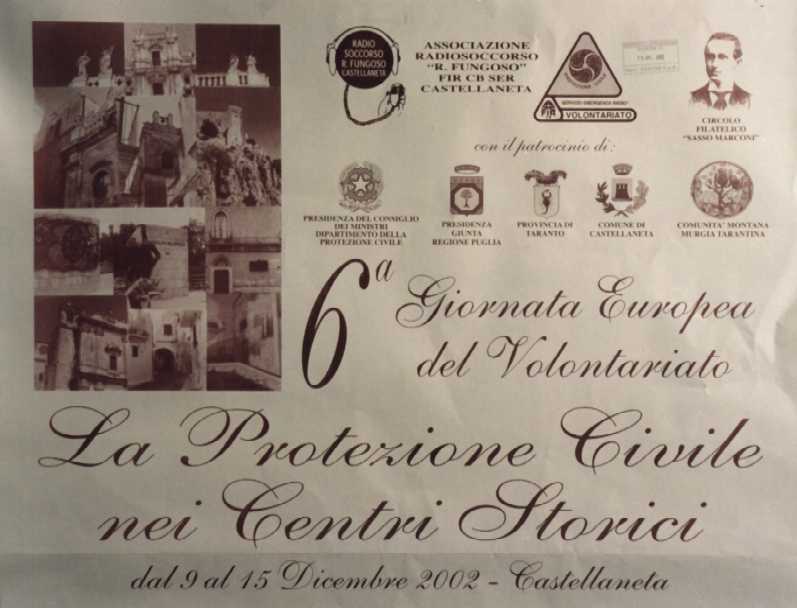 RADIO
SOCCORSO
R. FUNGOSO
CASTELLANETA
ASSOCIAZIONE
RADIOSOCCORSO
"R. FUNGOSO"
FIR CB SER
CASTELLANETA
SERVIZIO EMERGENZA RADIO
VOLONTARIATO
CIRCOLO
FILATELICO
"SASSO MARCONI"
con il patrocinio di:
PRESIDENZA DEL CONSIGLIO
DEI MINISTRI
DIPARTIMENTO DELLA
PROTEZIONE CIVILE
PRESIDENZA
GIUNTA
REGIONE PUGLIA
PROVINCIA DI
TARANTO
COMUNE DI
CASTELLANETA
COMUNITA' MONTANA
MURGIA TARANTINA
6a Giornata Europea
del Volontariato
La Protezione Civile
nei Centri Storici
dal 9 al 15 Dicembre 2002 - Castellaneta